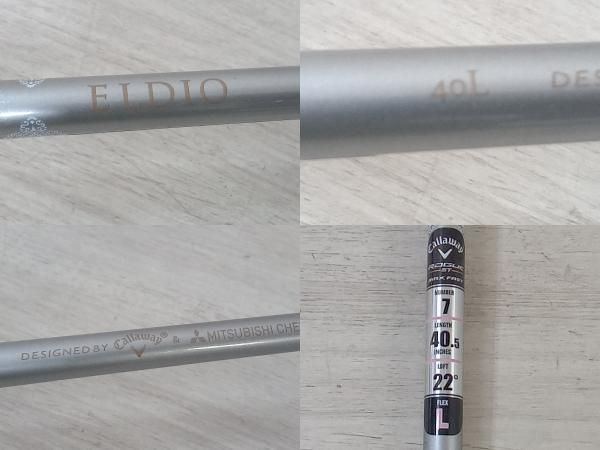 ELDIO
40L DES
DESIGNED BY Callaway & MITSUBISHI CHE
Callaway
ROGUE
ST
MAX FAST
NUMBER
7
LENGTH
40.5
INCHES
LOFT
22°
FLEX
L